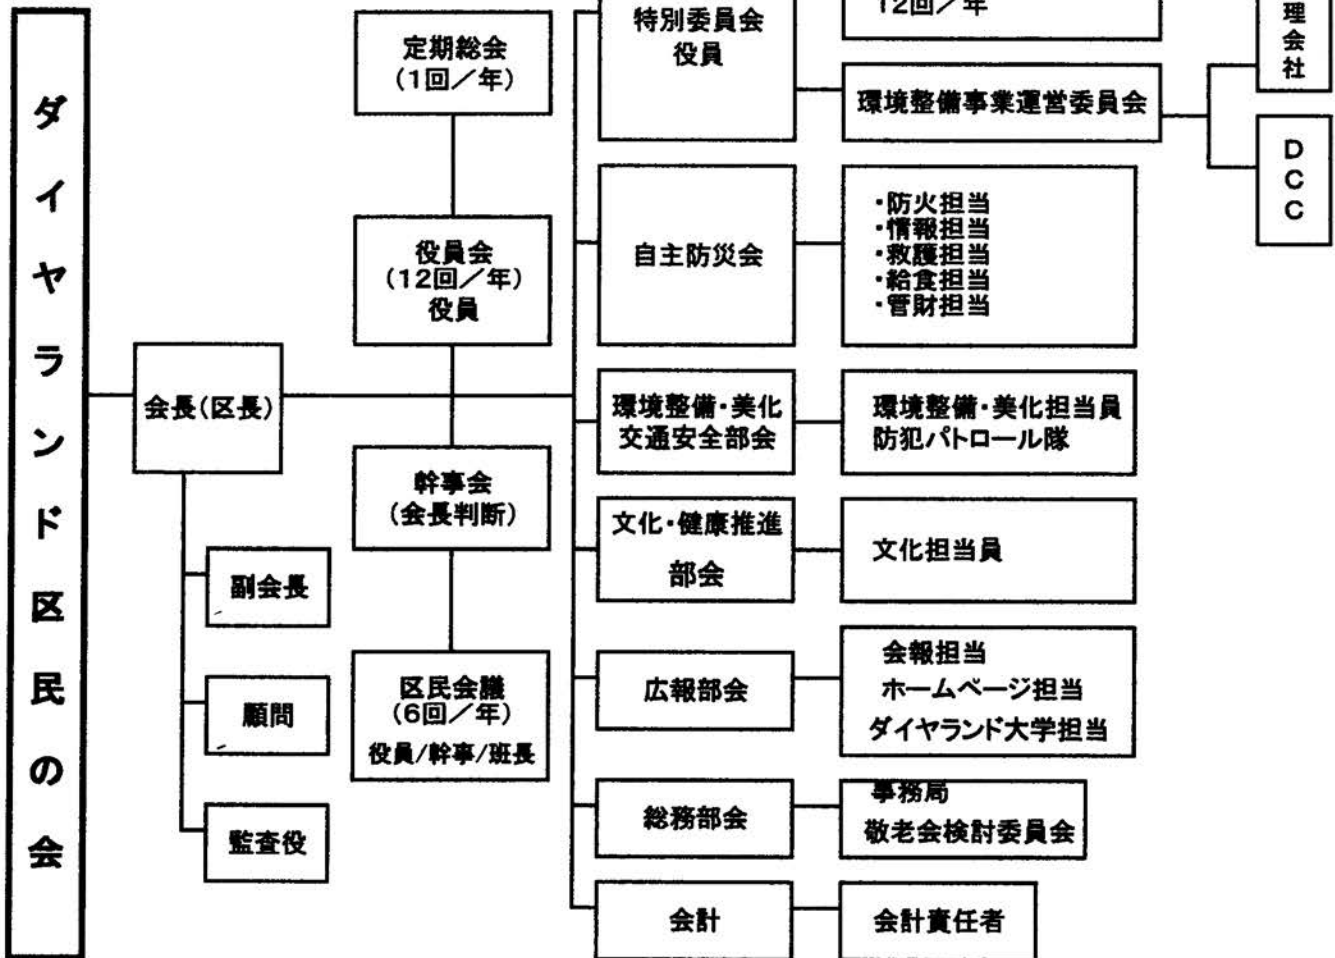 ダイヤランド区民の会
会長(区長)
副会長
顧問
監査役
定期総会
(1回/年)
役員会
(12回/年)
役員
幹事会
(会長判断)
区民会議
(6回/年)
役員/幹事/班長
特別委員会
役員
12回/年
環境整備事業運営委員会
理会社
DCC
自主防災会
・防火担当
・情報担当
・救護担当
・給食担当
・管財担当
環境整備・美化
交通安全部会
環境整備・美化担当員
防犯パトロール隊
文化・健康推進
部会
文化担当員
広報部会
会報担当
ホームページ担当
ダイヤランド大学担当
総務部会
事務局
敬老会検討委員会
会計
会計責任者